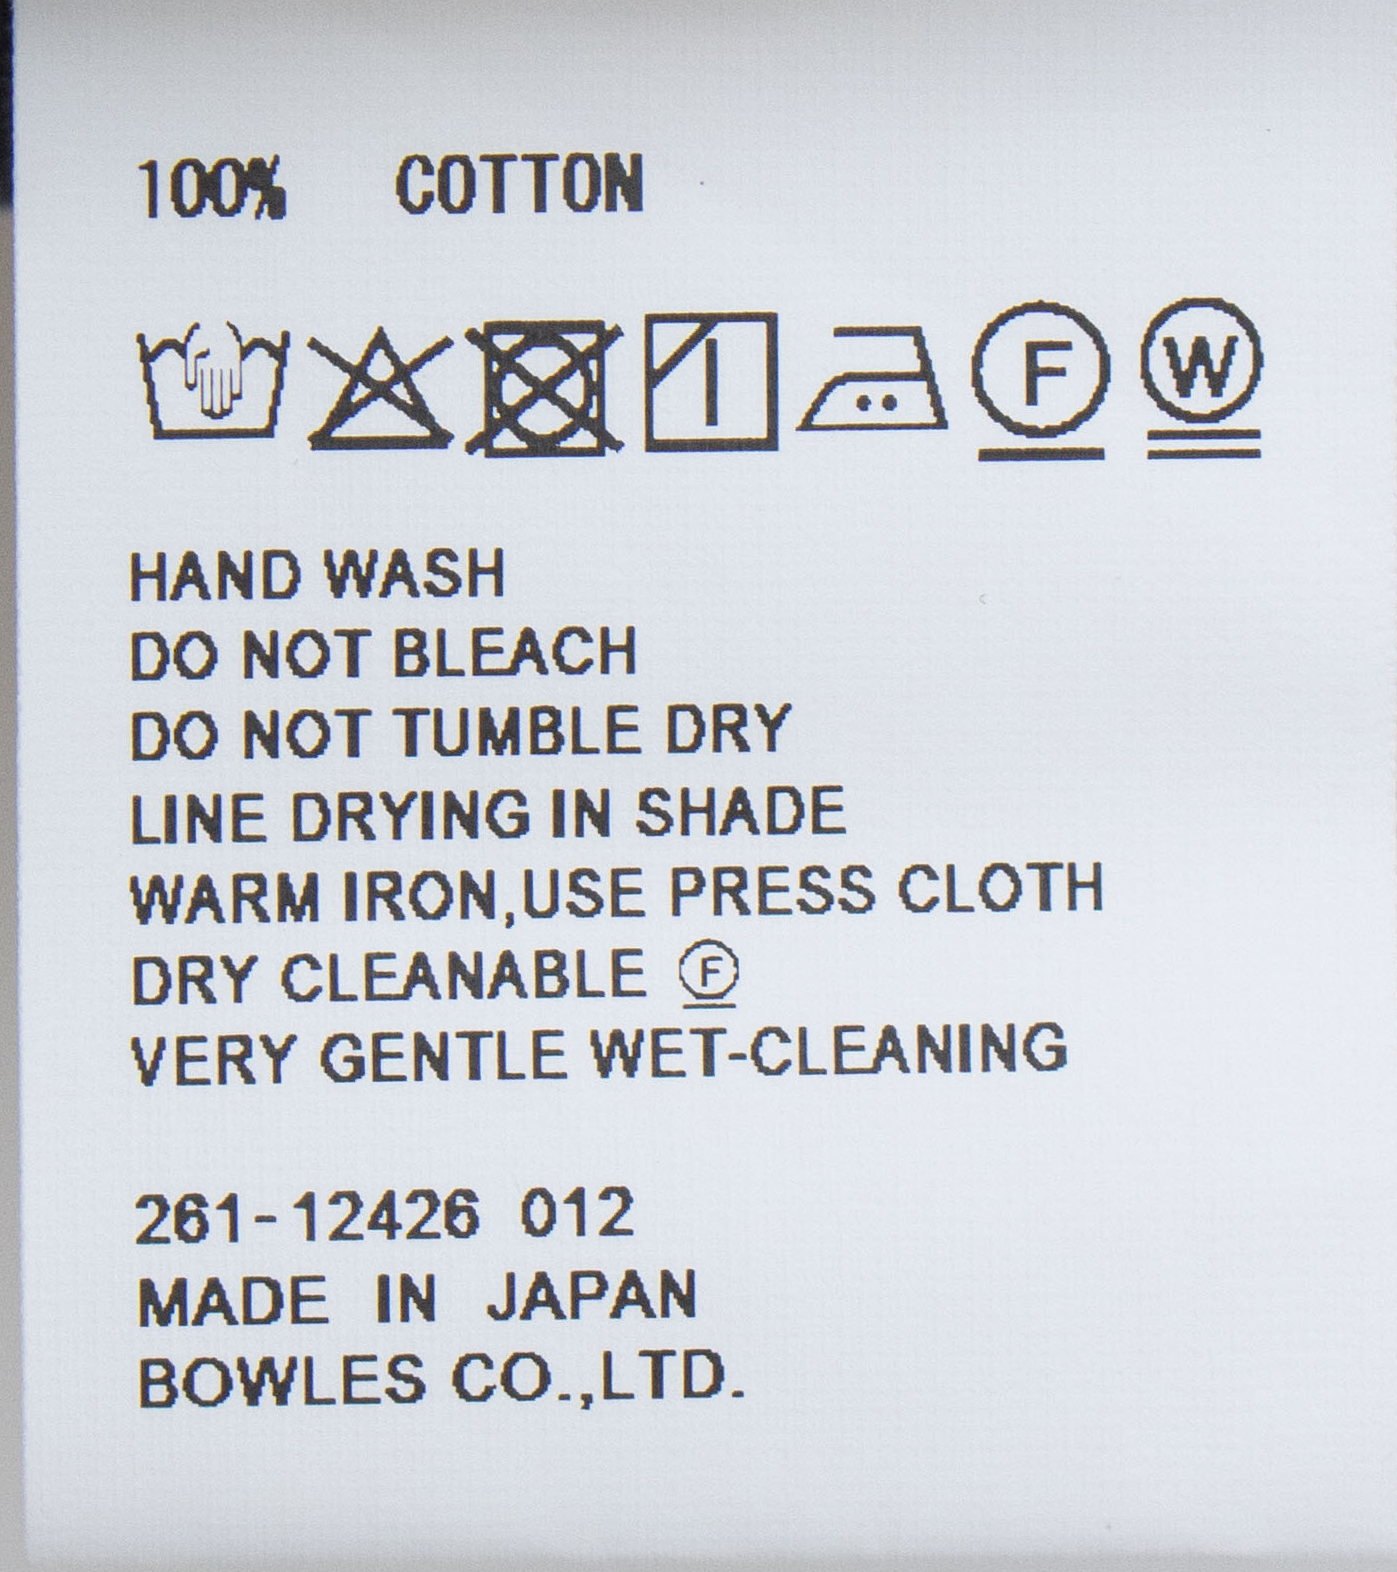 100% COTTON
F W
HAND WASH
DO NOT BLEACH
DO NOT TUMBLE DRY
LINE DRYING IN SHADE
WARM IRON,USE PRESS CLOTH
DRY CLEANABLE Ⓕ
VERY GENTLE WET-CLEANING
261-12426 012
MADE IN JAPAN
BOWLES CO.,LTD.